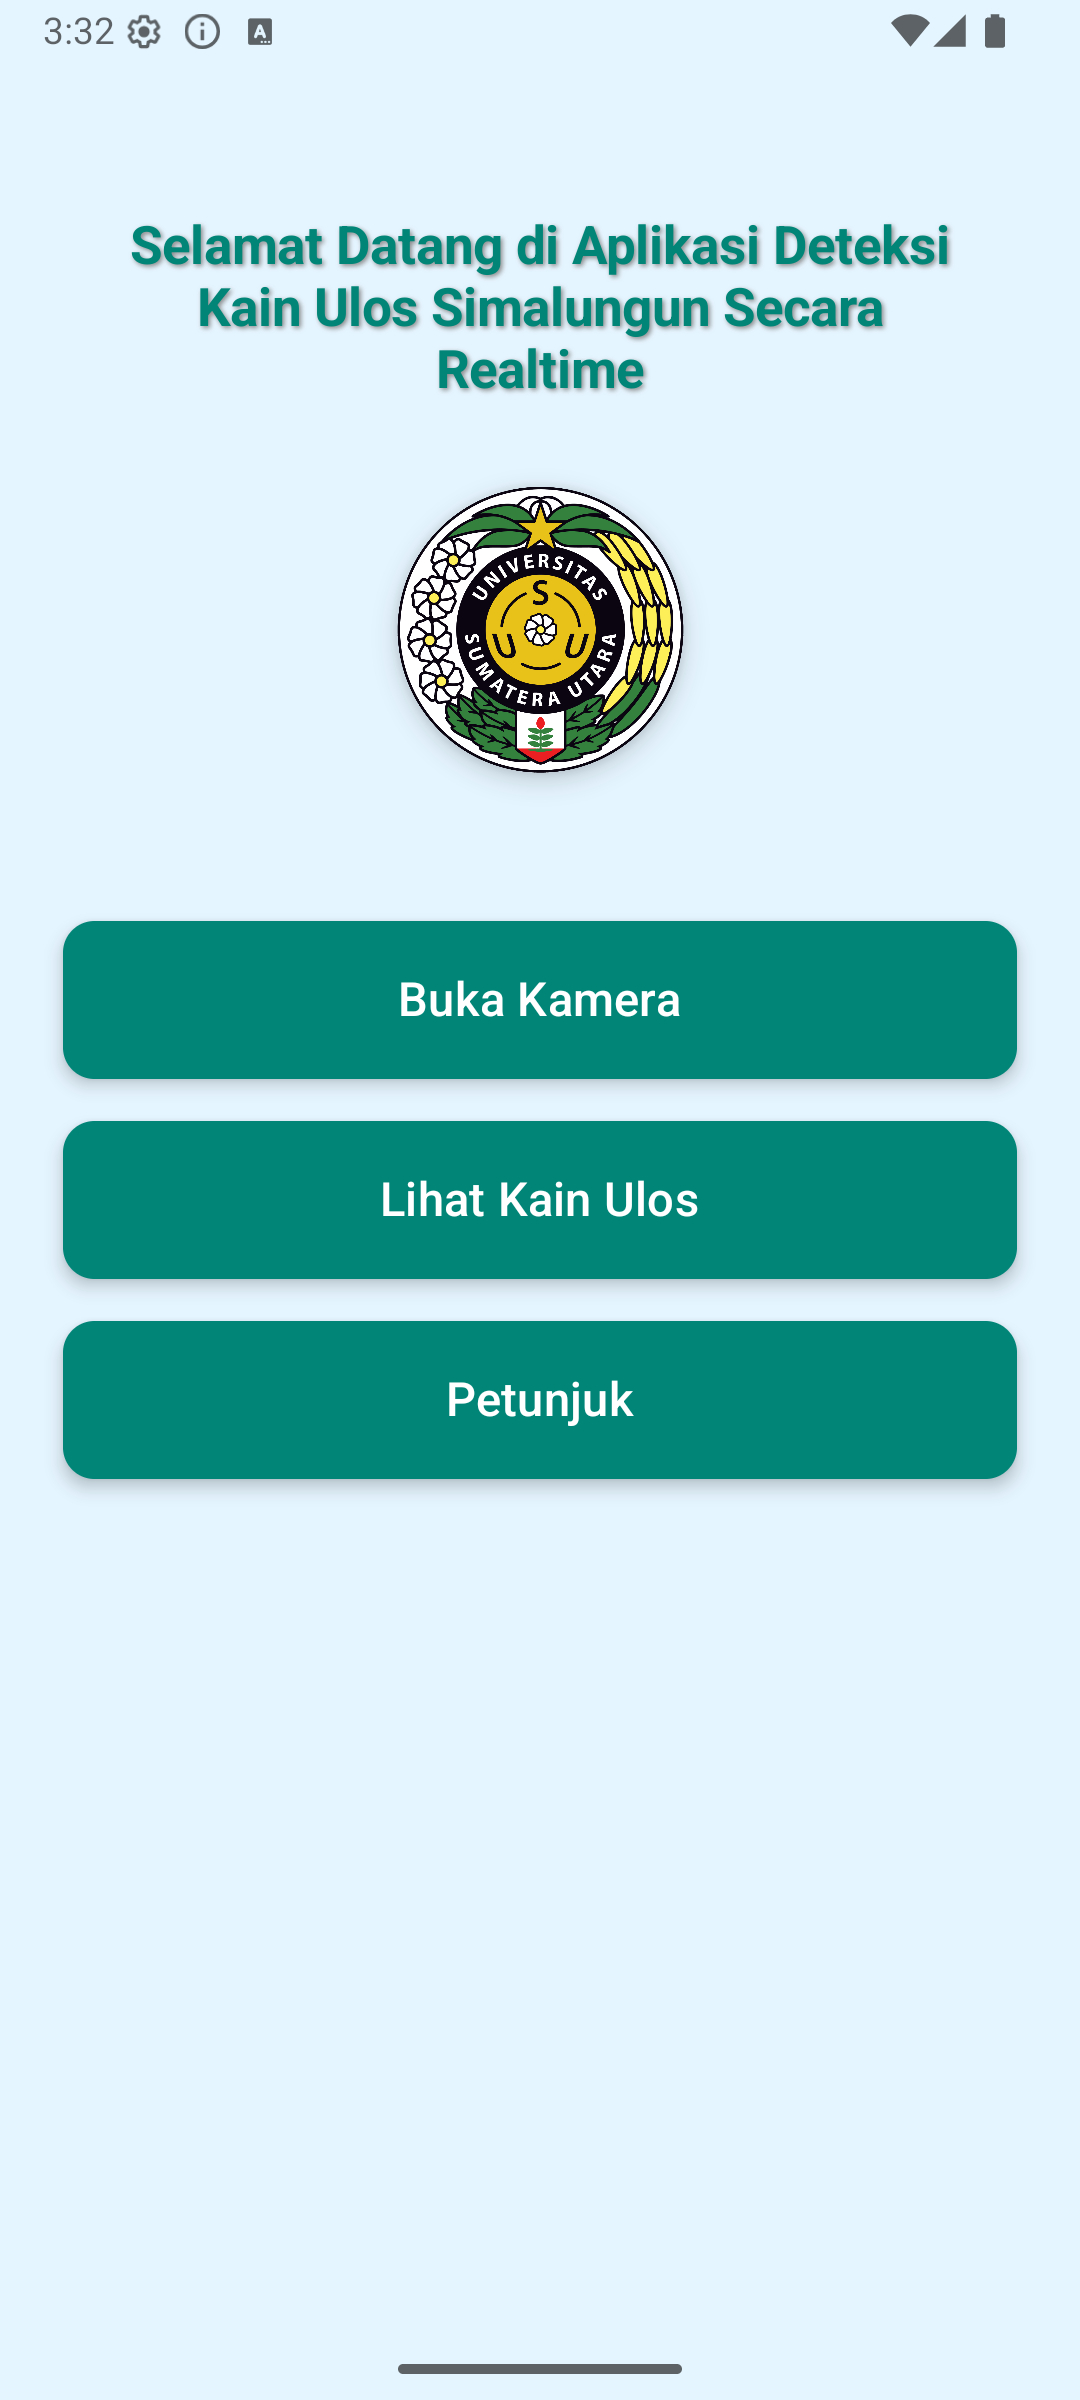 3:32
Selamat Datang di Aplikasi Deteksi
Kain Ulos Simalungun Secara
Realtime
UNIVERSITAS
S
U U
SUMATERA UTARA
Buka Kamera
Lihat Kain Ulos
Petunjuk